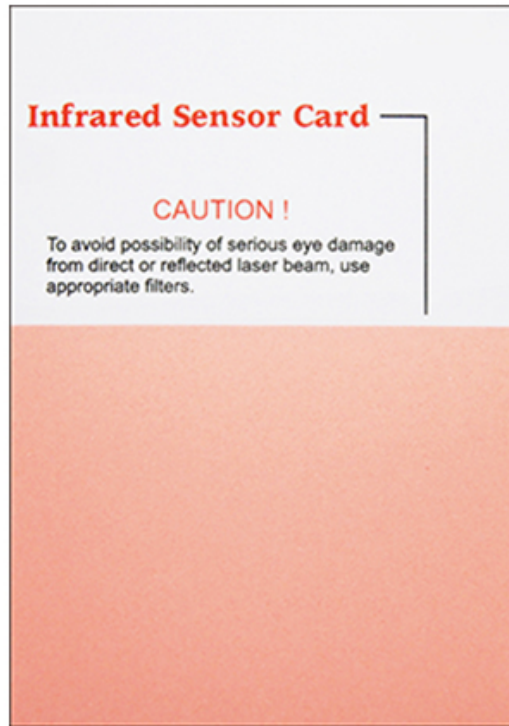 Infrared Sensor Card
CAUTION !
To avoid possibility of serious eye damage
from direct or reflected laser beam, use
appropriate filters.